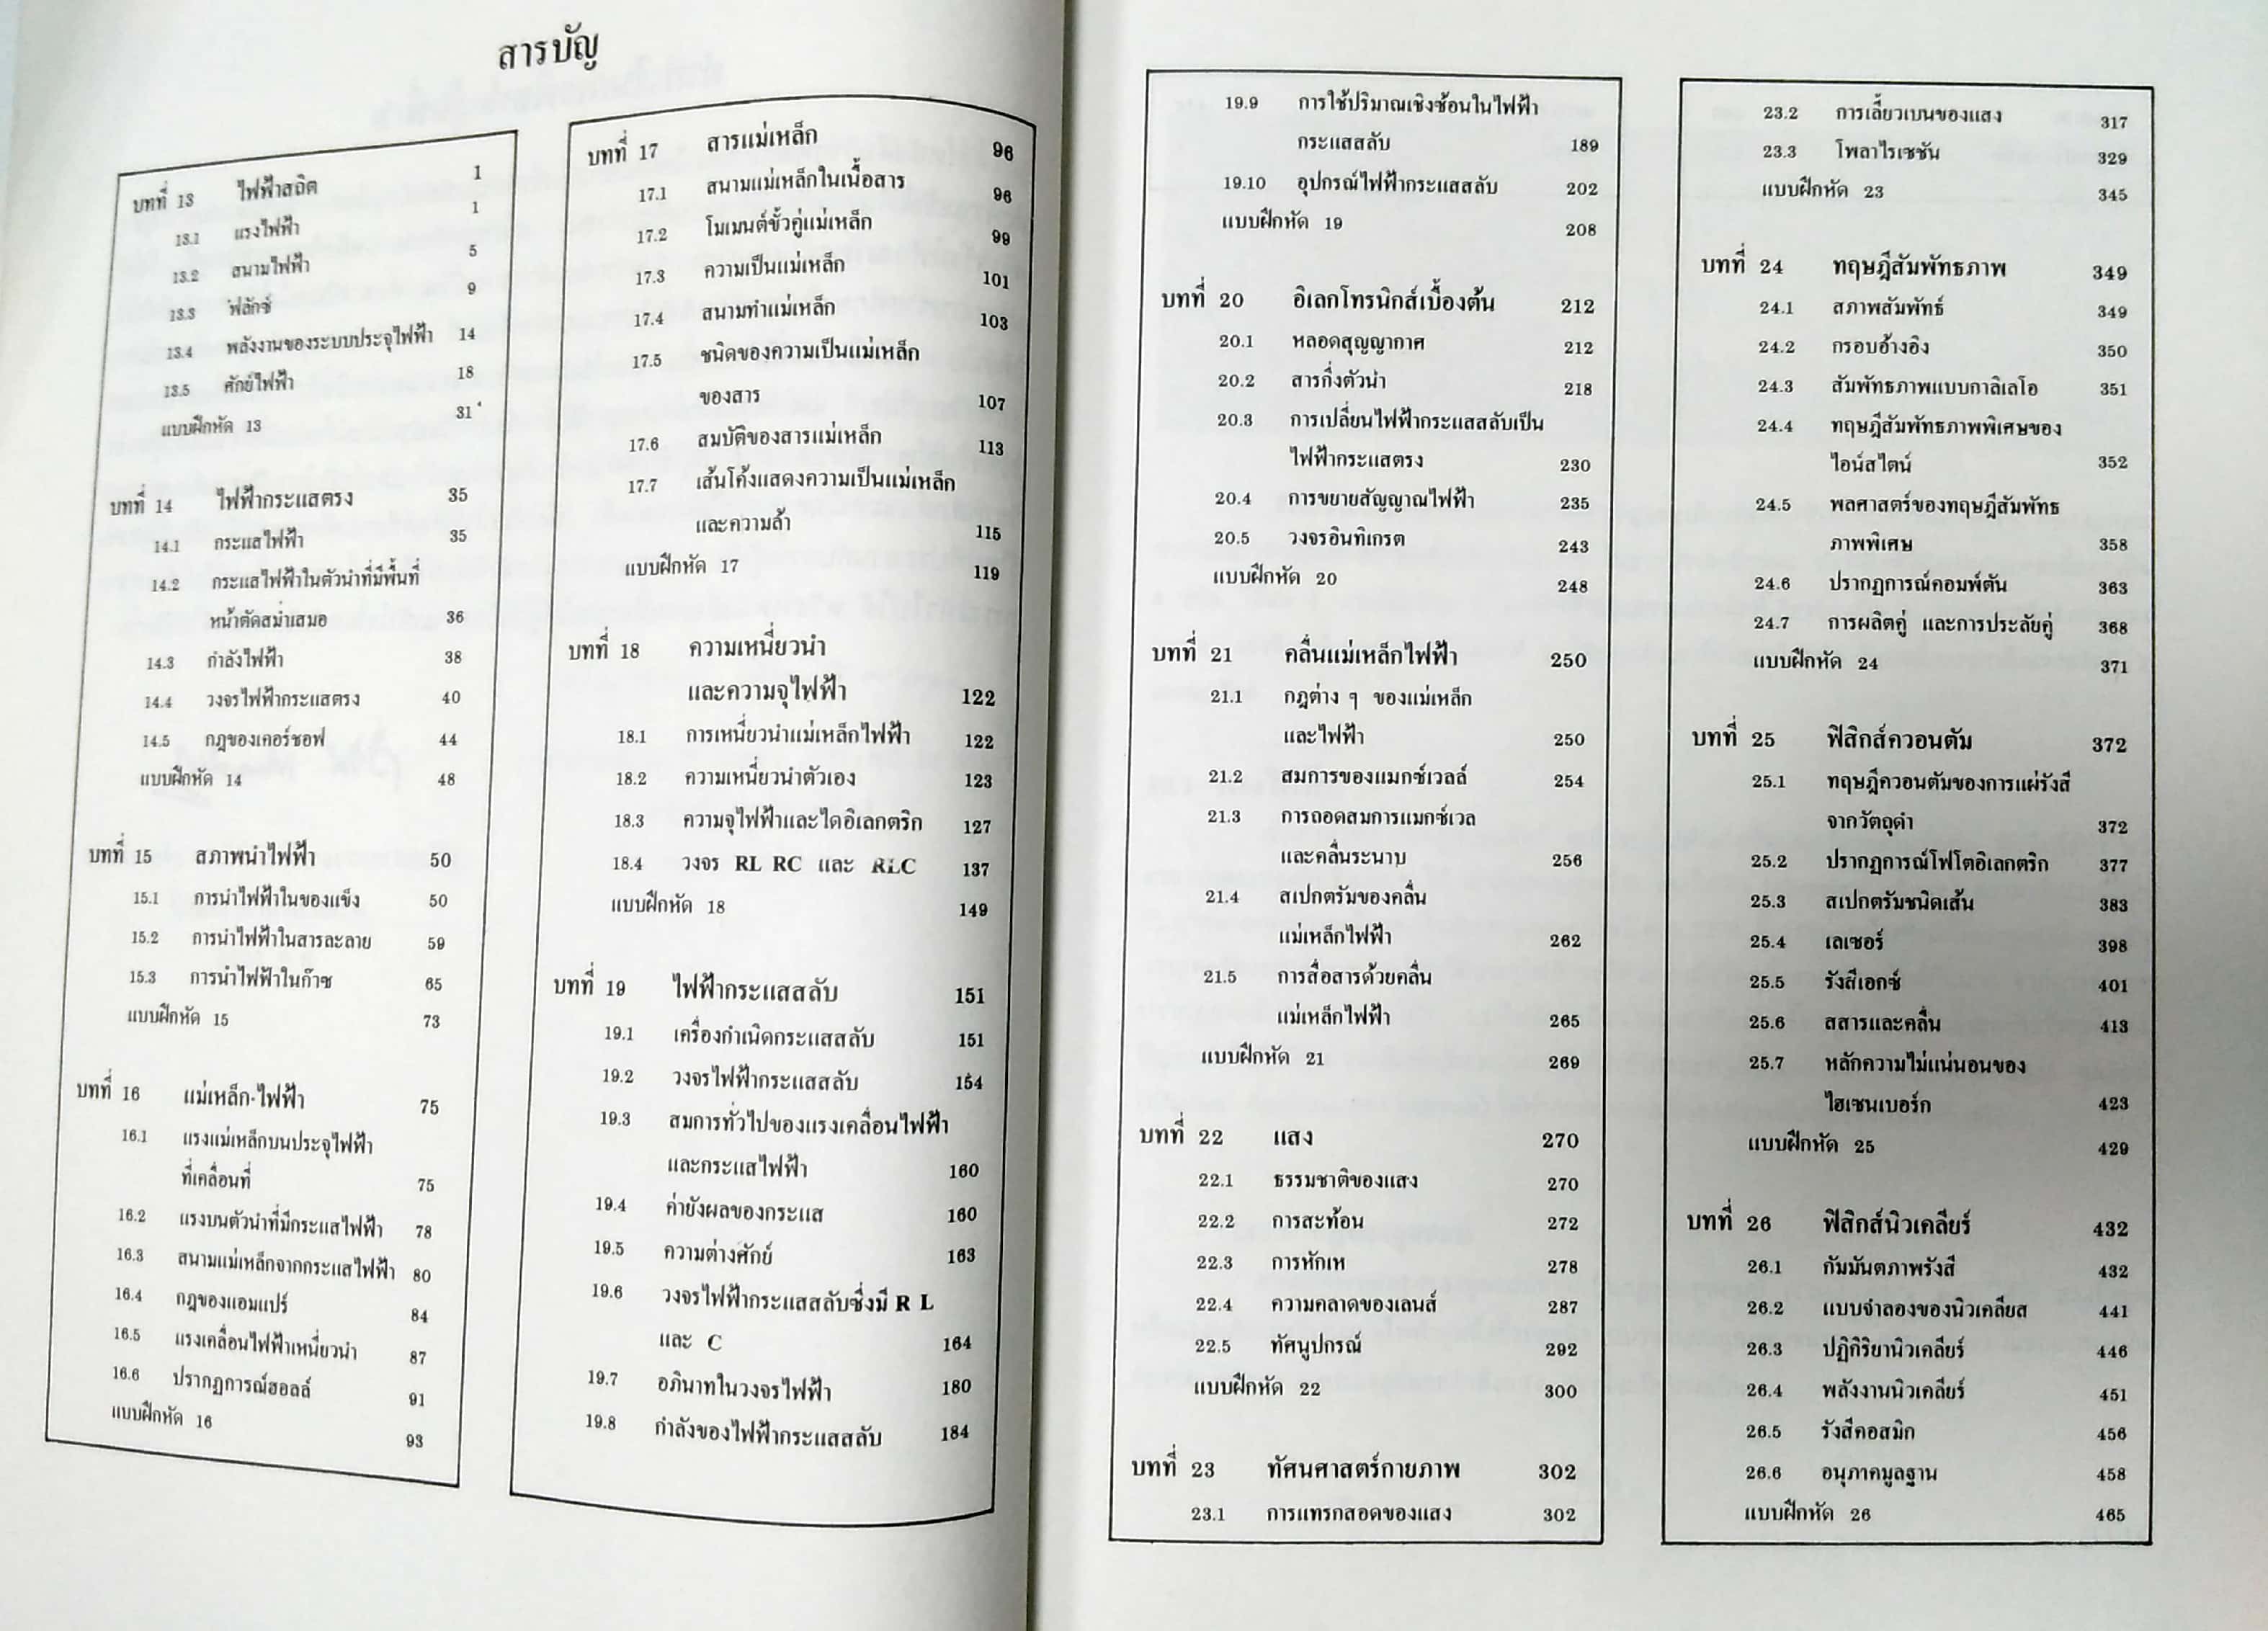 สารบัญ
บทที่ 13 ไฟฟ้าสถิต 1
13.1 แรงไฟฟ้า 1
13.2 สนามไฟฟ้า 5
13.3 ฟลักซ์ 9
13.4 พลังงานของระบบประจุไฟฟ้า 14
13.5 ศักย์ไฟฟ้า 18
แบบฝึกหัด 13 31
บทที่ 14 ไฟฟ้ากระแสตรง 35
14.1 กระแสไฟฟ้า 35
14.2 กระแสไฟฟ้าในตัวนำที่มีพื้นที่
หน้าตัดสม่ำเสมอ 36
14.3 กำลังไฟฟ้า 38
14.4 วงจรไฟฟ้ากระแสตรง 40
14.5 กฎของเคอร์ชอฟ 44
แบบฝึกหัด 14 48
บทที่ 15 สภาพนำไฟฟ้า 50
15.1 การนำไฟฟ้าในของแข็ง 50
15.2 การนำไฟฟ้าในสารละลาย 59
15.3 การนำไฟฟ้าในก๊าซ 65
แบบฝึกหัด 15 73
บทที่ 16 แม่เหล็ก-ไฟฟ้า 75
16.1 แรงแม่เหล็กบนประจุไฟฟ้า
ที่เคลื่อนที่ 75
16.2 แรงบนตัวนำที่มีกระแสไฟฟ้า 78
16.3 สนามแม่เหล็กจากกระแสไฟฟ้า 80
16.4 กฎของแอมแปร์ 84
16.5 แรงเคลื่อนไฟฟ้าเหนี่ยวนำ 87
16.6 ปรากฏการณ์ฮอลล์ 91
แบบฝึกหัด 16 93
บทที่ 17 สารแม่เหล็ก 96
17.1 สนามแม่เหล็กในเนื้อสาร 96
17.2 โมเมนต์ขั้วคู่แม่เหล็ก 99
17.3 ความเป็นแม่เหล็ก 101
17.4 สนามทำแม่เหล็ก 103
17.5 ชนิดของความเป็นแม่เหล็ก
ของสาร 107
17.6 สมบัติของสารแม่เหล็ก 113
17.7 เส้นโค้งแสดงความเป็นแม่เหล็ก
และความล้า 115
แบบฝึกหัด 17 119
บทที่ 18 ความเหนี่ยวนำ
และความจุไฟฟ้า 122
18.1 การเหนี่ยวนำแม่เหล็กไฟฟ้า 122
18.2 ความเหนี่ยวนำตัวเอง 123
18.3 ความจุไฟฟ้าและไดอิเลกตริก 127
18.4 วงจร RL RC และ RLC 137
แบบฝึกหัด 18 149
บทที่ 19 ไฟฟ้ากระแสสลับ 151
19.1 เครื่องกำเนิดกระแสสลับ 151
19.2 วงจรไฟฟ้ากระแสสลับ 154
19.3 สมการทั่วไปของแรงเคลื่อนไฟฟ้า
และกระแสไฟฟ้า 160
19.4 ค่ายังผลของกระแส 160
19.5 ความต่างศักย์ 163
19.6 วงจรไฟฟ้ากระแสสลับซึ่งมี R L
และ C 164
19.7 อภินาทในวงจรไฟฟ้า 180
19.8 กำลังของไฟฟ้ากระแสสลับ 184
19.9 การใช้ปริมาณเชิงซ้อนในไฟฟ้า
กระแสสลับ 189
19.10 อุปกรณ์ไฟฟ้ากระแสสลับ 202
แบบฝึกหัด 19 208
บทที่ 20 อิเลกโทรนิกส์เบื้องต้น 212
20.1 หลอดสุญญากาศ 212
20.2 สารกึ่งตัวนำ 218
20.3 การเปลี่ยนไฟฟ้ากระแสสลับเป็น
ไฟฟ้ากระแสตรง 230
20.4 การขยายสัญญาณไฟฟ้า 235
20.5 วงจรอินทิเกรต 243
แบบฝึกหัด 20 248
บทที่ 21 คลื่นแม่เหล็กไฟฟ้า 250
21.1 กฎต่าง ๆ ของแม่เหล็ก
และไฟฟ้า 250
21.2 สมการของแมกซ์เวลล์ 254
21.3 การถอดสมการแมกซ์เวล
และคลื่นระนาบ 256
21.4 สเปกตรัมของคลื่น
แม่เหล็กไฟฟ้า 262
21.5 การสื่อสารด้วยคลื่น
แม่เหล็กไฟฟ้า 265
แบบฝึกหัด 21 269
บทที่ 22 แสง 270
22.1 ธรรมชาติของแสง 270
22.2 การสะท้อน 272
22.3 การหักเห 278
22.4 ความคลาดของเลนส์ 287
22.5 ทัศนูปกรณ์ 292
แบบฝึกหัด 22 300
บทที่ 23 ทัศนศาสตร์กายภาพ 302
23.1 การแทรกสอดของแสง 302
23.2 การเลี้ยวเบนของแสง 317
23.3 โพลาไรเซชัน 329
แบบฝึกหัด 23 345
บทที่ 24 ทฤษฎีสัมพัทธภาพ 349
24.1 สภาพสัมพัทธ์ 349
24.2 กรอบอ้างอิง 350
24.3 สัมพัทธภาพแบบกาลิเลโอ 351
24.4 ทฤษฎีสัมพัทธภาพพิเศษของ
ไอน์สไตน์ 352
24.5 พลศาสตร์ของทฤษฎีสัมพัทธ
ภาพพิเศษ 358
24.6 ปรากฏการณ์คอมพ์ตัน 363
24.7 การผลิตคู่ และการประลัยคู่ 368
แบบฝึกหัด 24 371
บทที่ 25 ฟิสิกส์ควอนตัม 372
25.1 ทฤษฎีควอนตัมของการแผ่รังสี
จากวัตถุดำ 372
25.2 ปรากฏการณ์โฟโตอิเลกตริก 377
25.3 สเปกตรัมชนิดเส้น 383
25.4 เลเซอร์ 398
25.5 รังสีเอกซ์ 401
25.6 สสารและคลื่น 413
25.7 หลักความไม่แน่นอนของ
ไฮเซนเบอร์ก 423
แบบฝึกหัด 25 429
บทที่ 26 ฟิสิกส์นิวเคลียร์ 432
26.1 กัมมันตภาพรังสี 432
26.2 แบบจำลองของนิวเคลียส 441
26.3 ปฏิกิริยานิวเคลียร์ 446
26.4 พลังงานนิวเคลียร์ 451
26.5 รังสีคอสมิก 456
26.6 อนุภาคมูลฐาน 458
แบบฝึกหัด 26 465